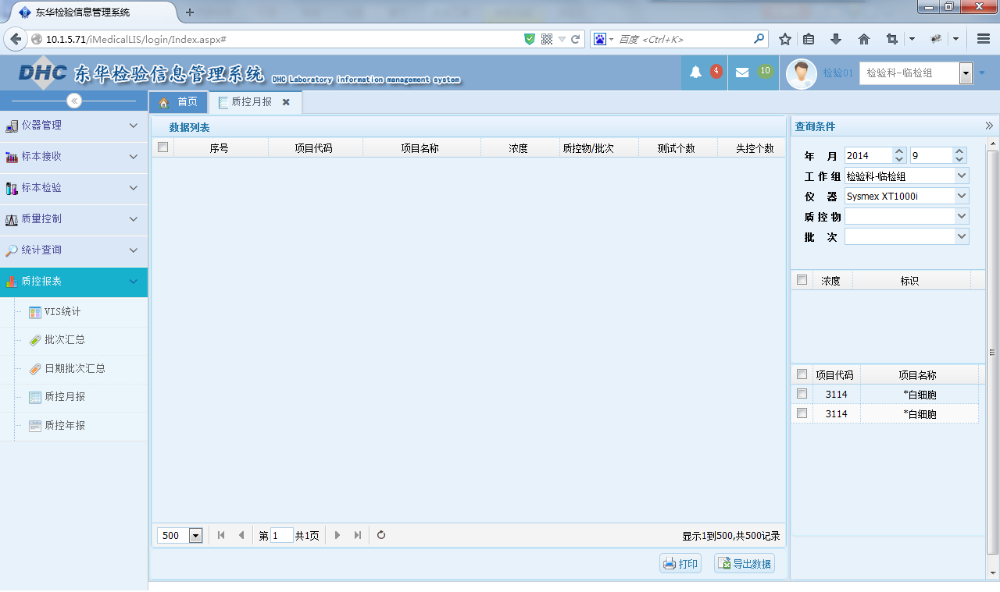 东华检验信息管理系统
10.1.5.71/iMedicalLIS/login/Index.aspx#
百度 <Ctrl+K>
DHC 东华检验信息管理系统 DHC Laboratory information management system
4
10
检验01
检验科-临检组
首页
质控月报
仪器管理
标本接收
标本检验
质量控制
统计查询
质控报表
VIS统计
批次汇总
日期批次汇总
质控月报
质控年报
数据列表
序号 项目代码 项目名称 浓度 质控物/批次 测试个数 失控个数
500 第 1 共1页 显示1到500,共500记录
打印 导出数据
查询条件
年 月 2014 9
工作组 检验科-临检组
仪 器 Sysmex XT1000i
质控物
批 次
浓度 标识
项目代码 项目名称
3114 *白细胞
3114 *白细胞